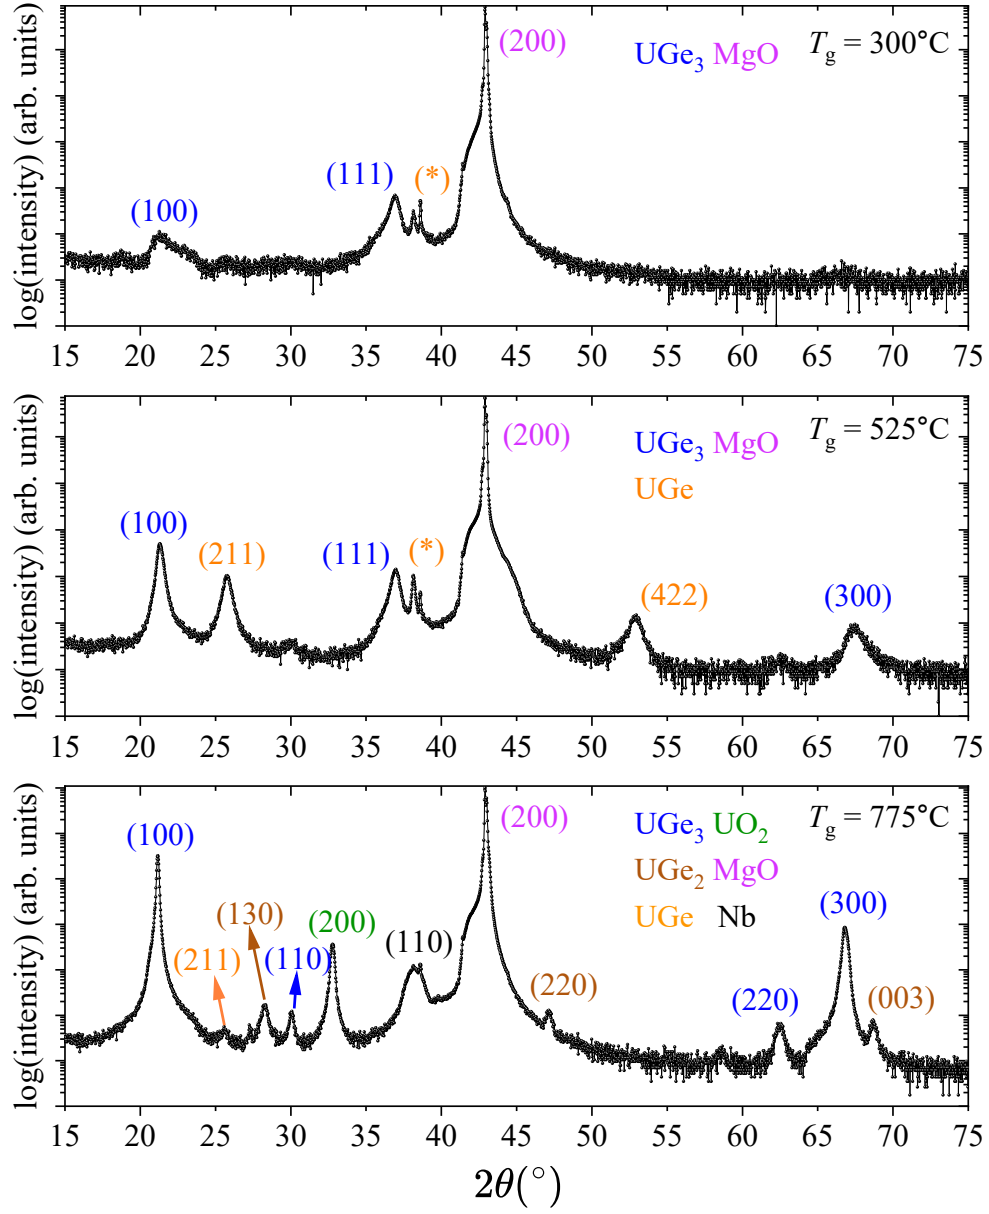 log(intensity) (arb. units)
(200)
UGe₃ MgO
T_g = 300°C
(111)
(*)
(100)
15 20 25 30 35 40 45 50 55 60 65 70 75
log(intensity) (arb. units)
(200)
UGe₃ MgO
T_g = 525°C
UGe
(100)
(211)
(111)
(*)
(422)
(300)
15 20 25 30 35 40 45 50 55 60 65 70 75
log(intensity) (arb. units)
(100)
(200)
UGe₃ UO₂
T_g = 775°C
UGe₂ MgO
UGe Nb
(130)
(200)
(300)
(211)
(110)
(110)
(220)
(220)
(003)
15 20 25 30 35 40 45 50 55 60 65 70 75
2θ(°)